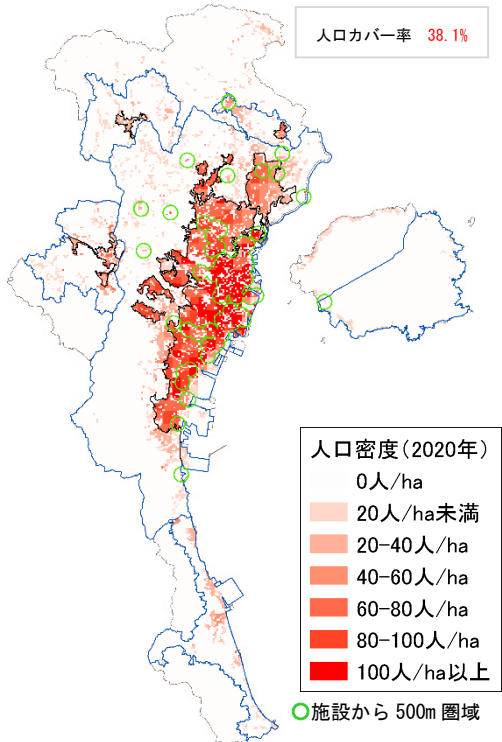 人口カバー率 38.1%
人口密度(2020年)
0人/ha
20人/ha未満
20-40人/ha
40-60人/ha
60-80人/ha
80-100人/ha
100人/ha以上
施設から500m圏域